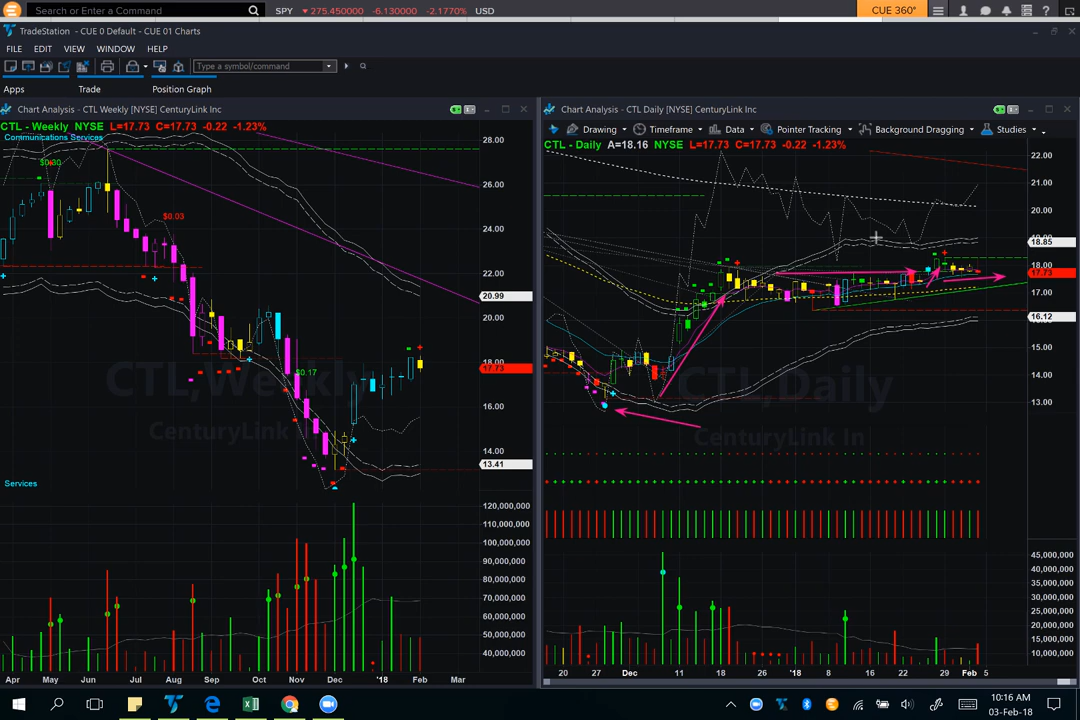 Search or Enter a Command
SPY 275.450000 -6.130000 -2.1770% USD
CUE 360°
TradeStation - CUE 0 Default - CUE 01 Charts
FILE EDIT VIEW WINDOW HELP
Type a symbol/command
Apps Trade Position Graph
Chart Analysis - CTL Weekly [NYSE] CenturyLink Inc
CTL - Weekly NYSE L=17.73 C=17.73 -0.22 -1.23%
Communications Services
$0.30
$0.03
$0.17
CTL,Weekly
CenturyLink In
Services
28.00
26.00
24.00
22.00
20.99
20.00
18.00
17.73
16.00
14.00
13.41
120,000,000
100,000,000
90,000,000
80,000,000
70,000,000
60,000,000
50,000,000
40,000,000
Apr May Jun Jul Aug Sep Oct Nov Dec '18 Feb Mar
Chart Analysis - CTL Daily [NYSE] CenturyLink Inc
Drawing Timeframe Data Pointer Tracking Background Dragging Studies
CTL - Daily A=18.16 NYSE L=17.73 C=17.73 -0.22 -1.23%
CTL,Daily
CenturyLink In
22.00
21.00
20.00
18.85
18.00
17.73
17.00
16.12
15.00
14.00
13.00
45,000,000
40,000,000
35,000,000
30,000,000
25,000,000
20,000,000
15,000,000
10,000,000
20 27 Dec 11 18 26 '18 8 16 22 29 Feb 5
10:16 AM
03-Feb-18